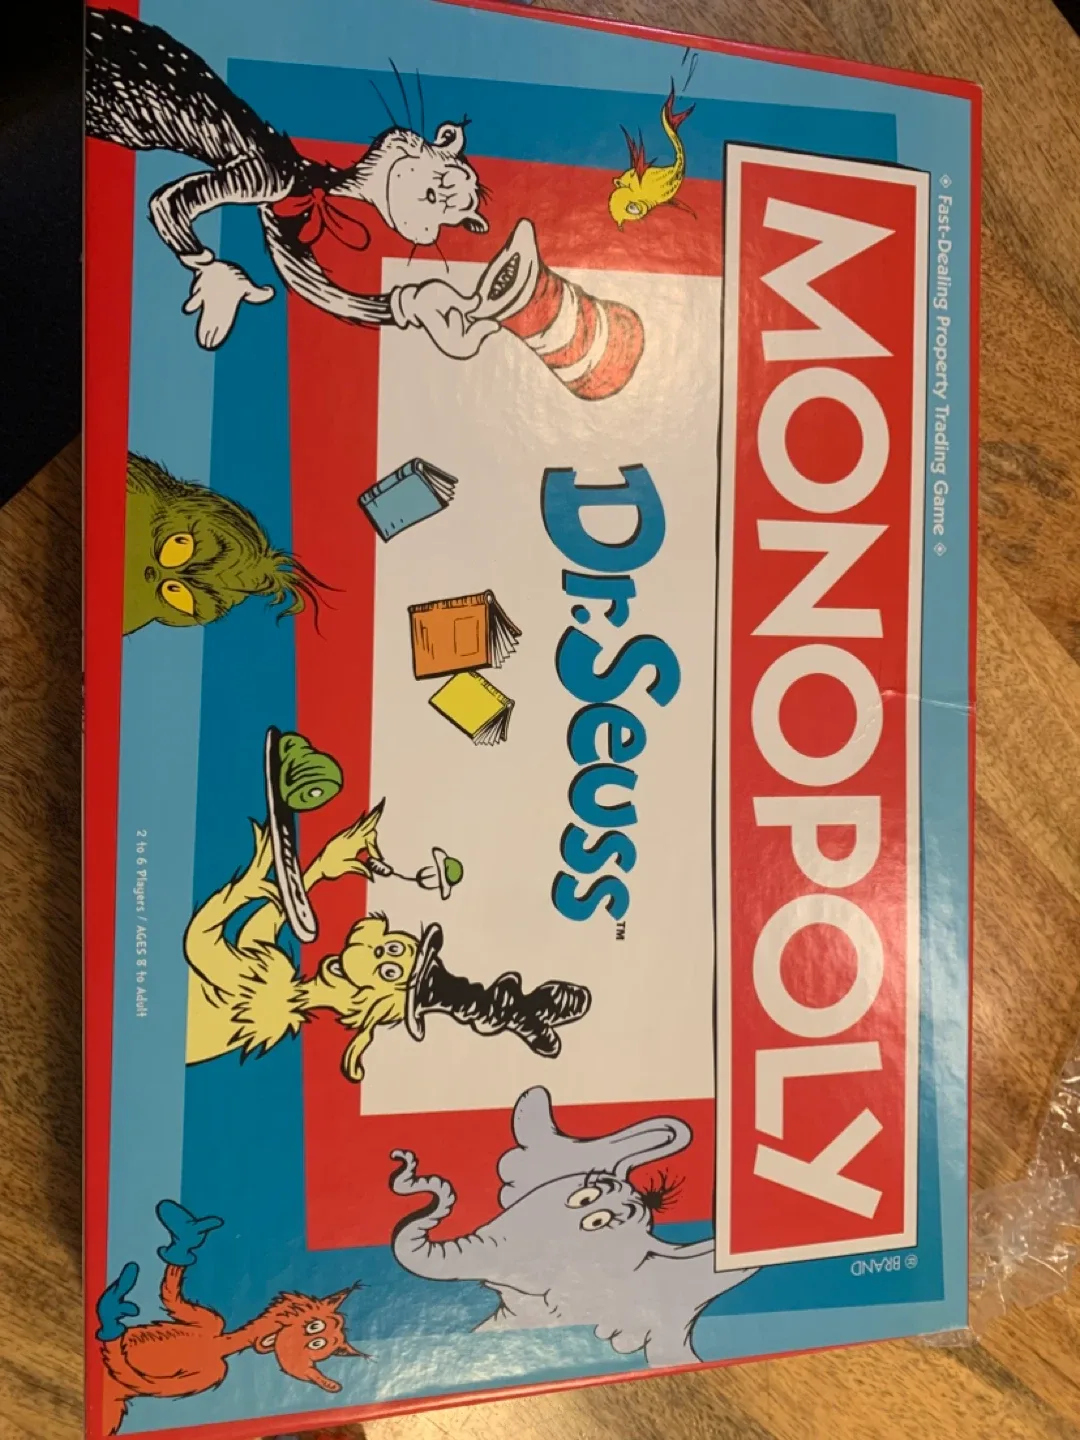 ◈ Fast-Dealing Property Trading Game ◈
MONOPOLY
® BRAND
Dr. Seuss™
2 to 6 Players / AGES 8 to Adult